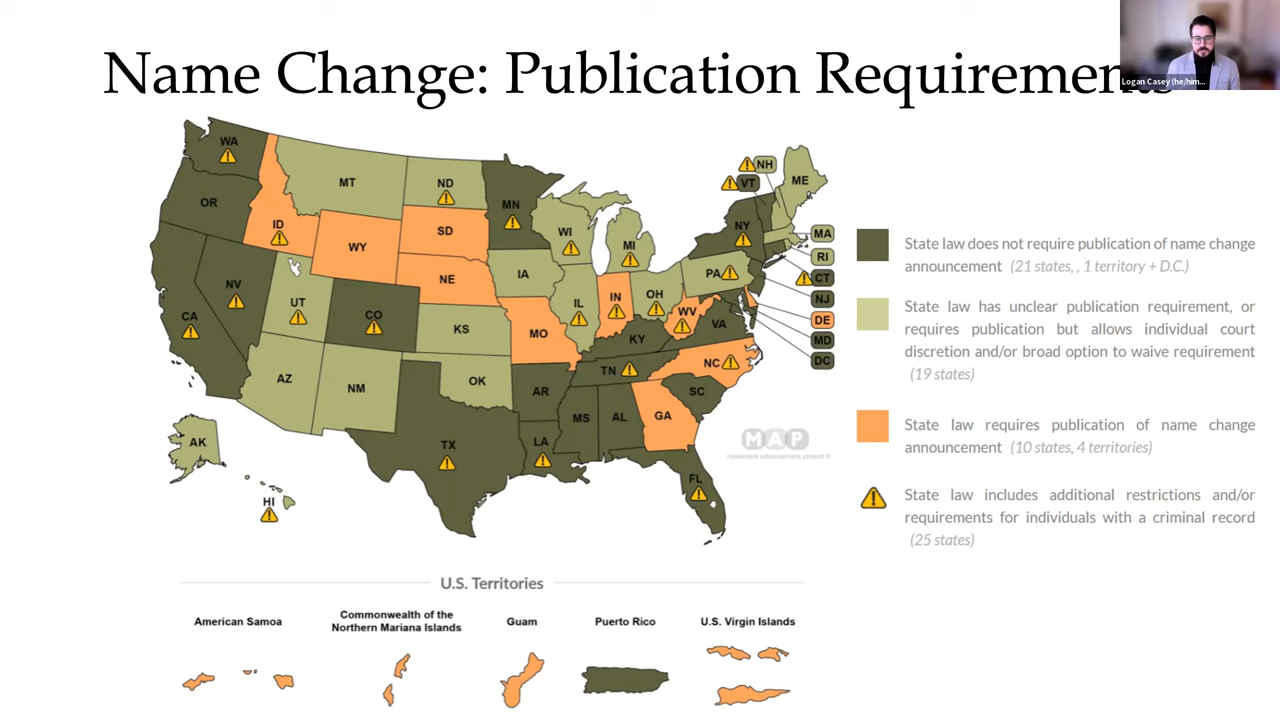 Name Change: Publication Requirements
Logan Casey (he/him...
WA
MT
ND
MN
OR
ID
WY
SD
WI
MI
NY
NH
VT
ME
MA
RI
CT
NJ
DE
MD
DC
NV
UT
CO
NE
IA
IL
IN
OH
PA
WV
VA
CA
AZ
NM
KS
MO
KY
NC
TN
OK
AR
SC
MS
AL
GA
TX
LA
FL
AK
HI
MAP
movement advancement project
State law does not require publication of name change
announcement (21 states, , 1 territory + D.C.)
State law has unclear publication requirement, or
requires publication but allows individual court
discretion and/or broad option to waive requirement
(19 states)
State law requires publication of name change
announcement (10 states, 4 territories)
State law includes additional restrictions and/or
requirements for individuals with a criminal record
(25 states)
U.S. Territories
American Samoa
Commonwealth of the
Northern Mariana Islands
Guam
Puerto Rico
U.S. Virgin Islands